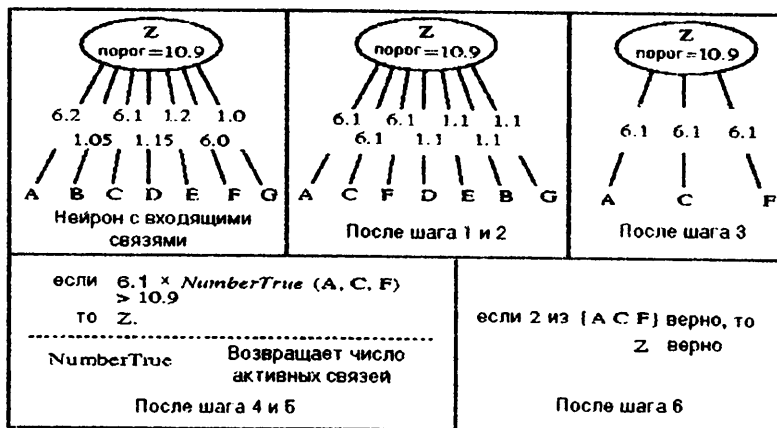 Z
порог=10.9
6.2 6.1 1.2 1.0
1.05 1.15 6.0
A B C D E F G
Нейрон с входящими
связями
Z
порог=10.9
6.1 6.1 1.1 1.1
6.1 1.1 1.1
A C F D E B G
После шага 1 и 2
Z
порог=10.9
6.1 6.1 6.1
A C F
После шага 3
если 6.1 × NumberTrue (A, C, F)
> 10.9
то Z.
NumberTrue Возвращает число
активных связей
После шага 4 и 5
если 2 из {A C F} верно, то
Z верно
После шага 6